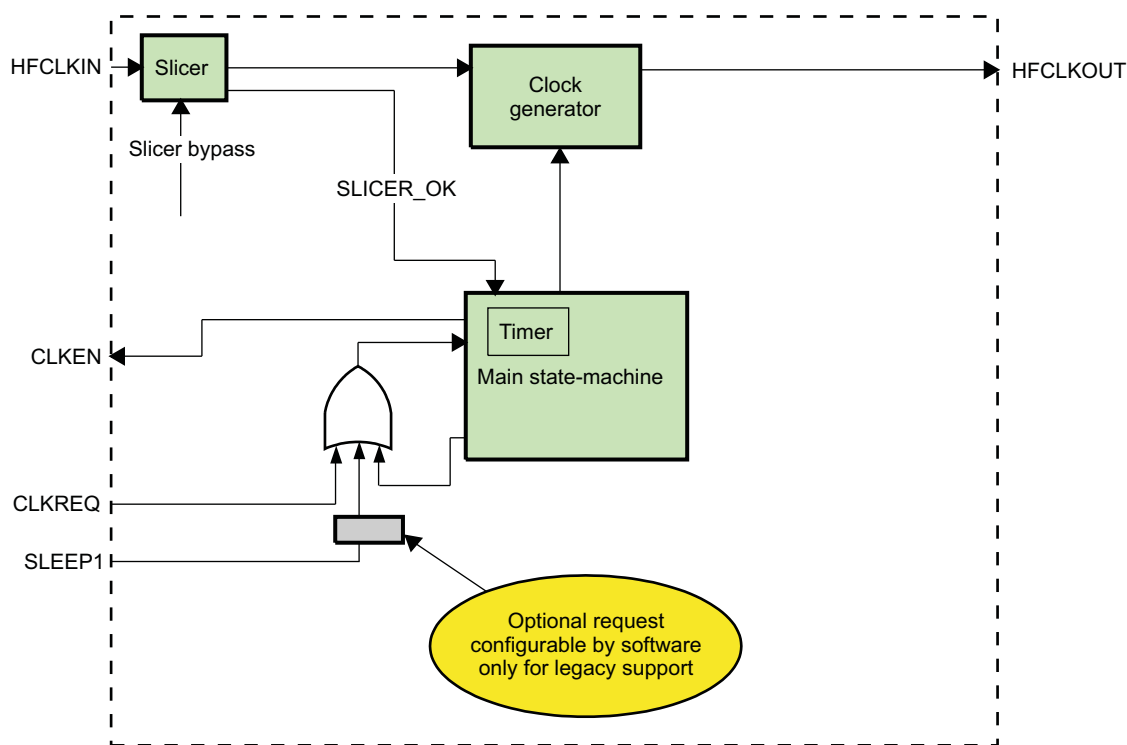 HFCLKIN
Slicer
Clock
generator
HFCLKOUT
Slicer bypass
SLICER_OK
Timer
CLKEN
Main state-machine
CLKREQ
SLEEP1
Optional request
configurable by software
only for legacy support